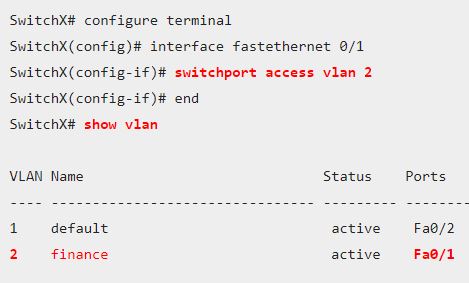 SwitchX# configure terminal
SwitchX(config)# interface fastethernet 0/1
SwitchX(config-if)# switchport access vlan 2
SwitchX(config-if)# end
SwitchX# show vlan
VLAN Name Status Ports
---- -------------------------------- --------- --------
1 default active Fa0/2
2 finance active Fa0/1